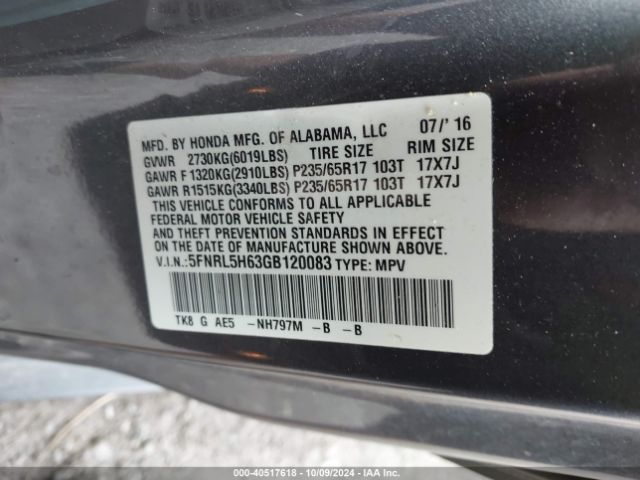 MFD. BY HONDA MFG. OF ALABAMA, LLC 07/' 16
GVWR 2730KG(6019LBS) TIRE SIZE RIM SIZE
GAWR F 1320KG(2910LBS) P235/65R17 103T 17X7J
GAWR R1515KG(3340LBS) P235/65R17 103T 17X7J
THIS VEHICLE CONFORMS TO ALL APPLICABLE
FEDERAL MOTOR VEHICLE SAFETY
AND THEFT PREVENTION STANDARDS IN EFFECT
ON THE DATE OF MANUFACTURE SHOWN ABOVE.
V.I.N.:5FNRL5H63GB120083 TYPE: MPV
TK8 G AE5 -NH797M -B -B
000-40517618 - 10/09/2024 - IAA Inc.